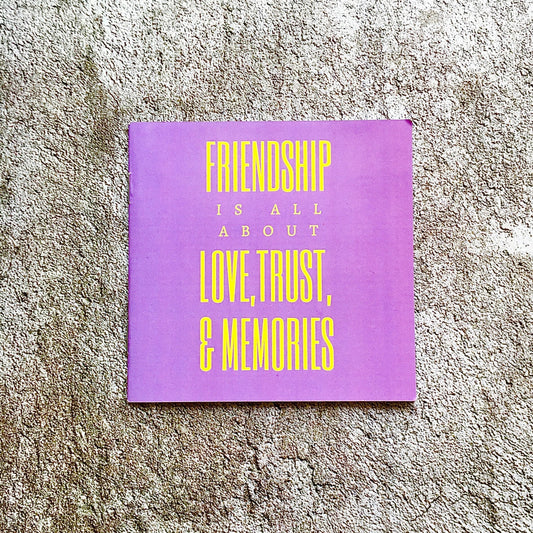 FRIENDSHIP
IS ALL
ABOUT
LOVE, TRUST,
& MEMORIES